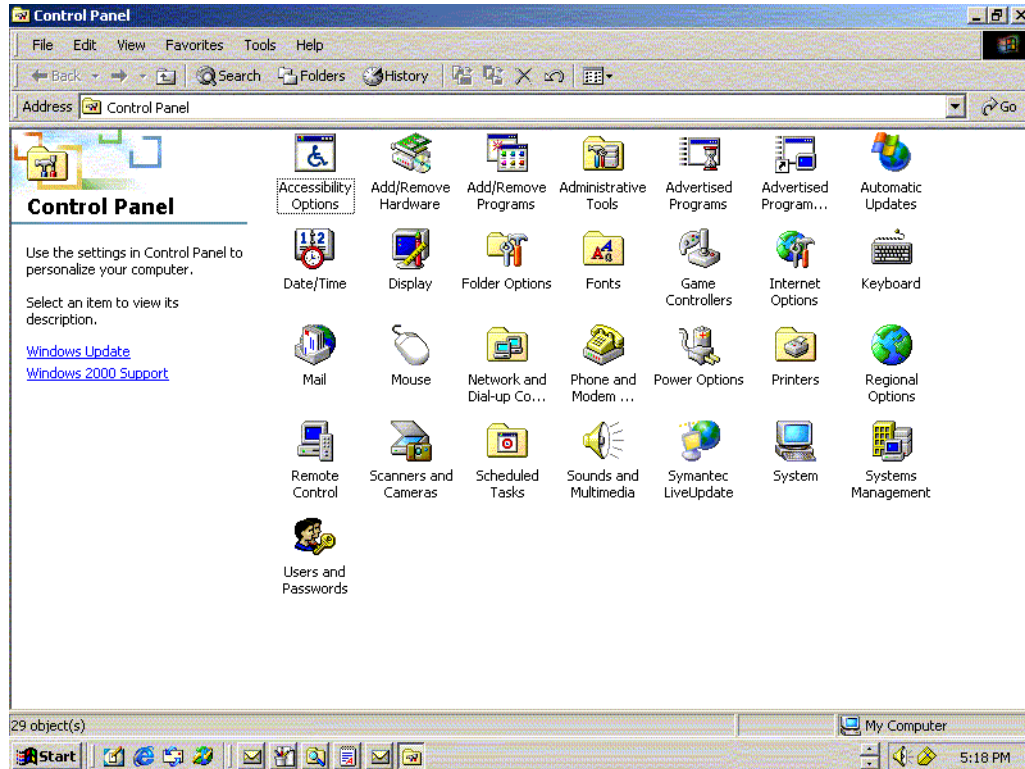 Control Panel
File Edit View Favorites Tools Help
Back Search Folders History
Address Control Panel Go
Control Panel
Use the settings in Control Panel to
personalize your computer.
Select an item to view its
description.
Windows Update
Windows 2000 Support
Accessibility
Options
Add/Remove
Hardware
Add/Remove
Programs
Administrative
Tools
Advertised
Programs
Advertised
Program...
Automatic
Updates
Date/Time
Display
Folder Options
Fonts
Game
Controllers
Internet
Options
Keyboard
Mail
Mouse
Network and
Dial-up Co...
Phone and
Modem ...
Power Options
Printers
Regional
Options
Remote
Control
Scanners and
Cameras
Scheduled
Tasks
Sounds and
Multimedia
Symantec
LiveUpdate
System
Systems
Management
Users and
Passwords
29 object(s) My Computer
Start 5:18 PM